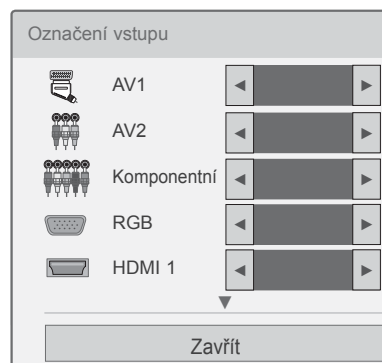 Označení vstupu
AV1
AV2
Komponentní
RGB
HDMI 1
Zavřít